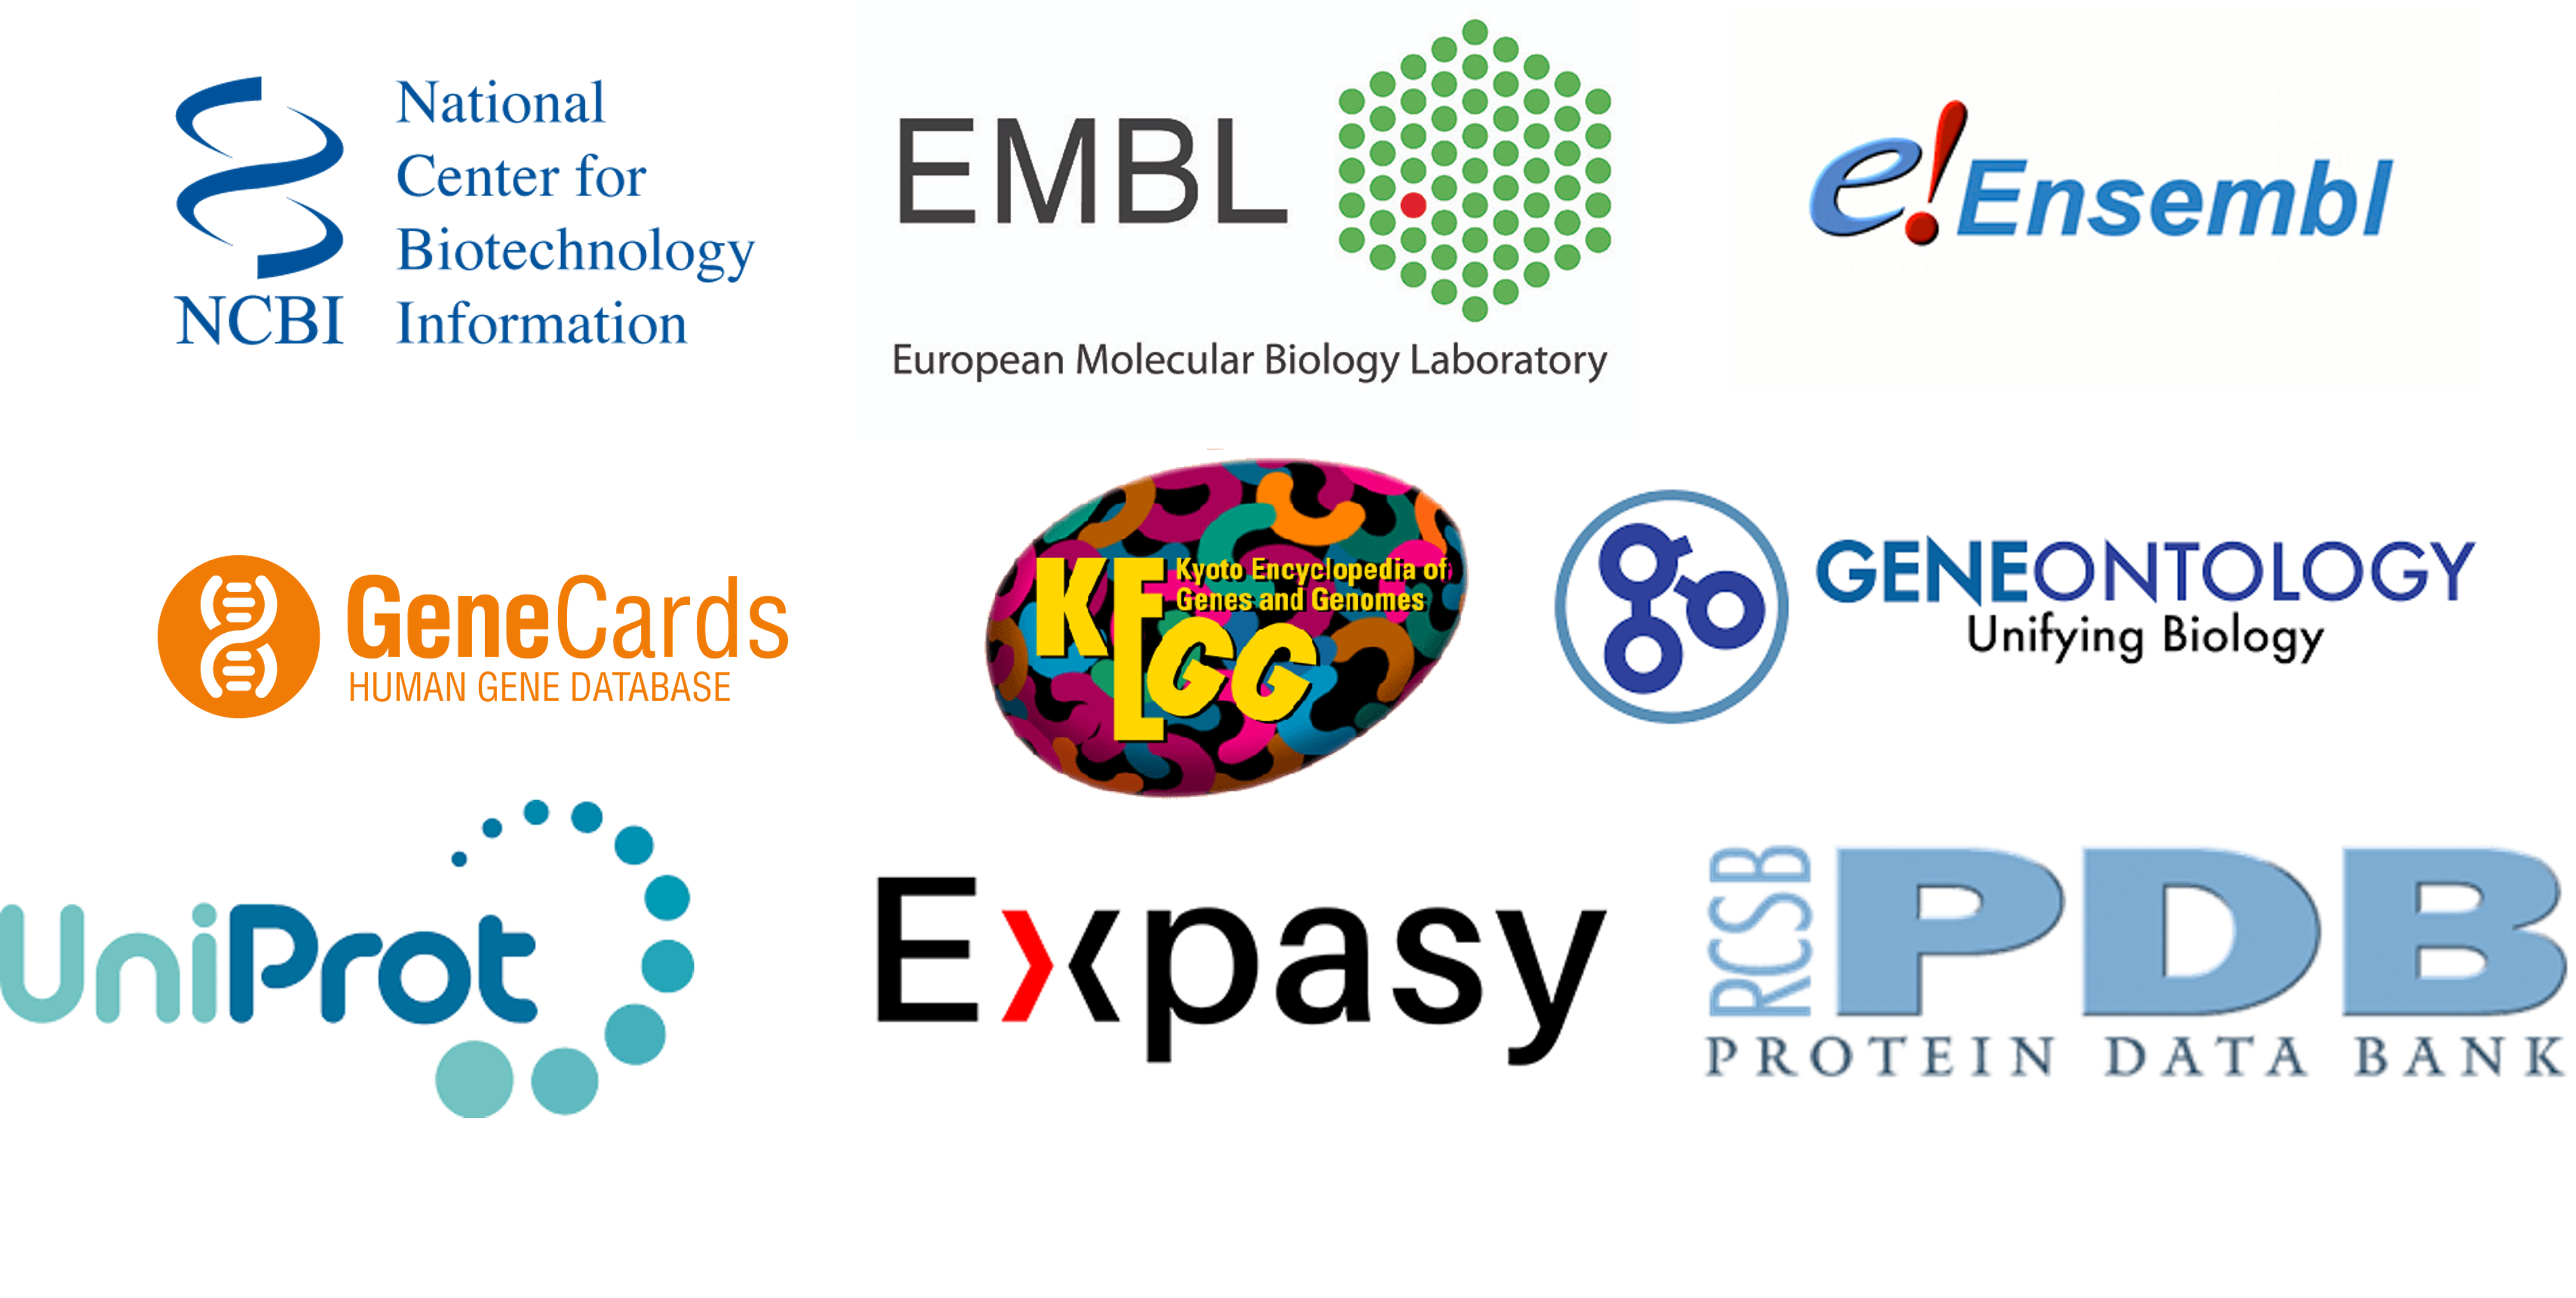 National
Center for
Biotechnology
Information
NCBI
EMBL
European Molecular Biology Laboratory
e!Ensembl
GeneCards
HUMAN GENE DATABASE
KEGG
Kyoto Encyclopedia of
Genes and Genomes
go
GENEONTOLOGY
Unifying Biology
UniProt
Expasy
RCSB
PDB
PROTEIN DATA BANK